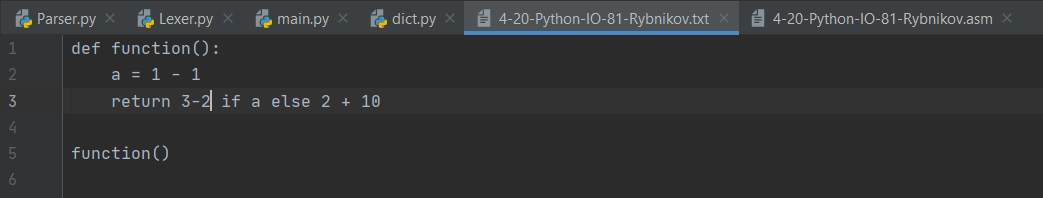 Parser.py Lexer.py main.py dict.py 4-20-Python-IO-81-Rybnikov.txt 4-20-Python-IO-81-Rybnikov.asm
1 def function():
2     a = 1 - 1
3     return 3-2 if a else 2 + 10
4
5 function()
6